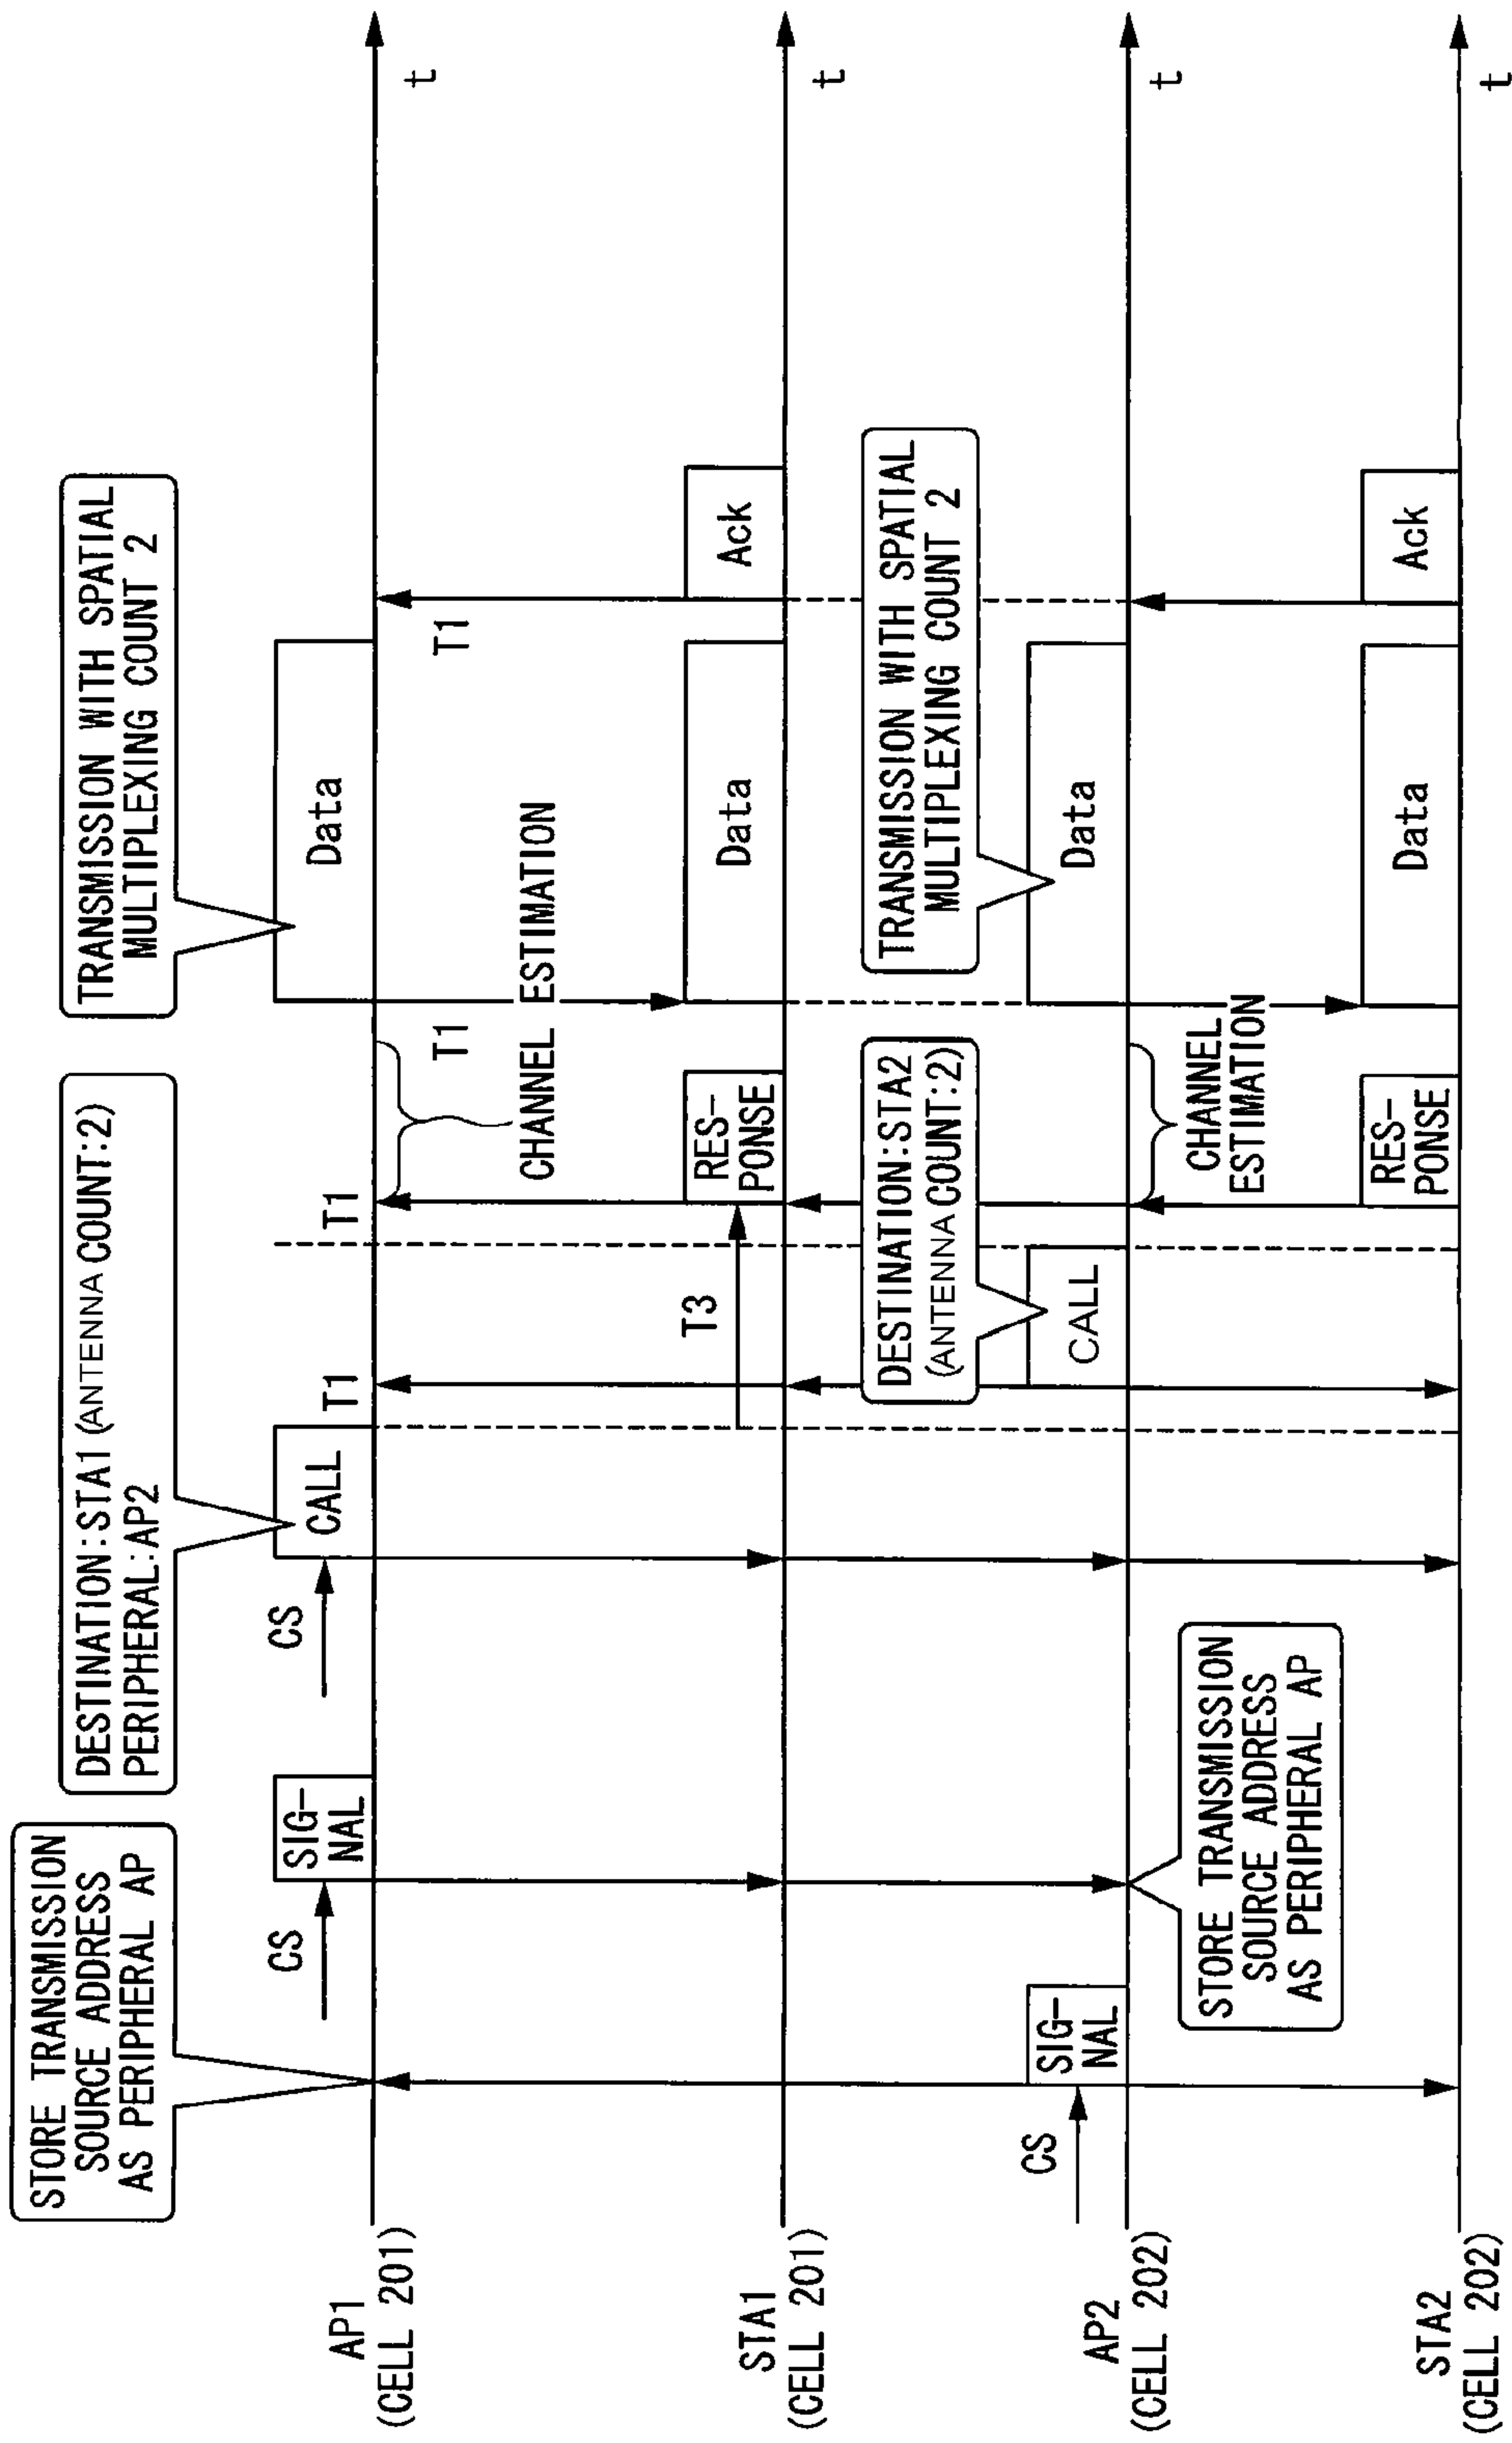 STORE TRANSMISSION
SOURCE ADDRESS
AS PERIPHERAL AP
DESTINATION:STA1 (ANTENNA COUNT:2)
PERIPHERAL:AP2
TRANSMISSION WITH SPATIAL
MULTIPLEXING COUNT 2
AP1
(CELL 201)
CS
SIG-
NAL
CS
CALL
T1
T1
Data
t
T1
T1
CHANNEL ESTIMATION
STA1
(CELL 201)
T3
RES-
PONSE
Data
Ack
t
DESTINATION:STA2
(ANTENNA COUNT:2)
TRANSMISSION WITH SPATIAL
MULTIPLEXING COUNT 2
AP2
(CELL 202)
CS
SIG-
NAL
CALL
Data
t
STORE TRANSMISSION
SOURCE ADDRESS
AS PERIPHERAL AP
CHANNEL
ESTIMATION
STA2
(CELL 202)
RES-
PONSE
Data
Ack
t